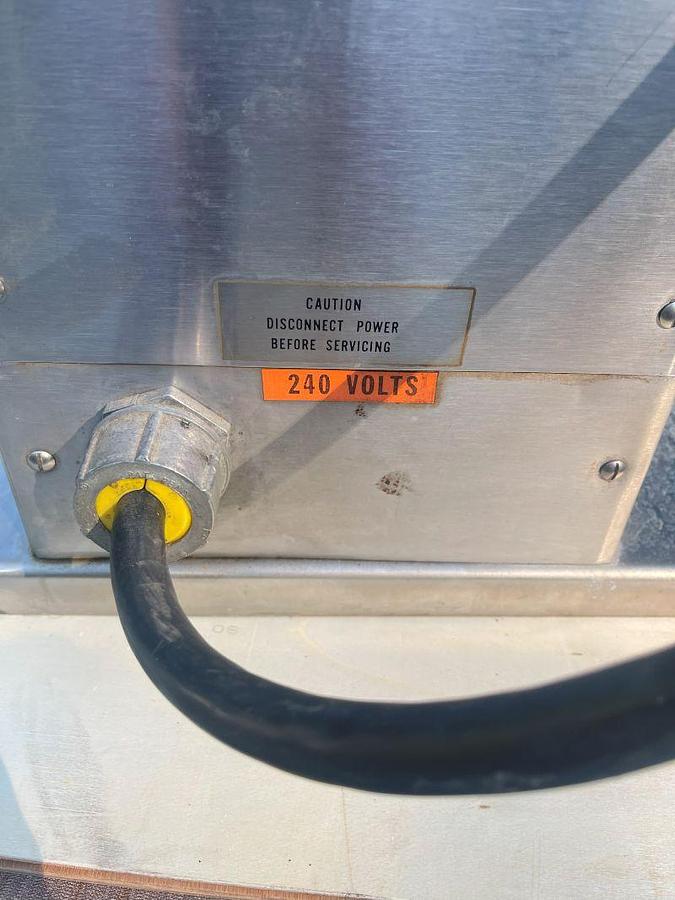 CAUTION
DISCONNECT POWER
BEFORE SERVICING
240 VOLTS